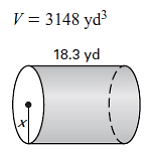 V = 3148 yd³
18.3 yd
x